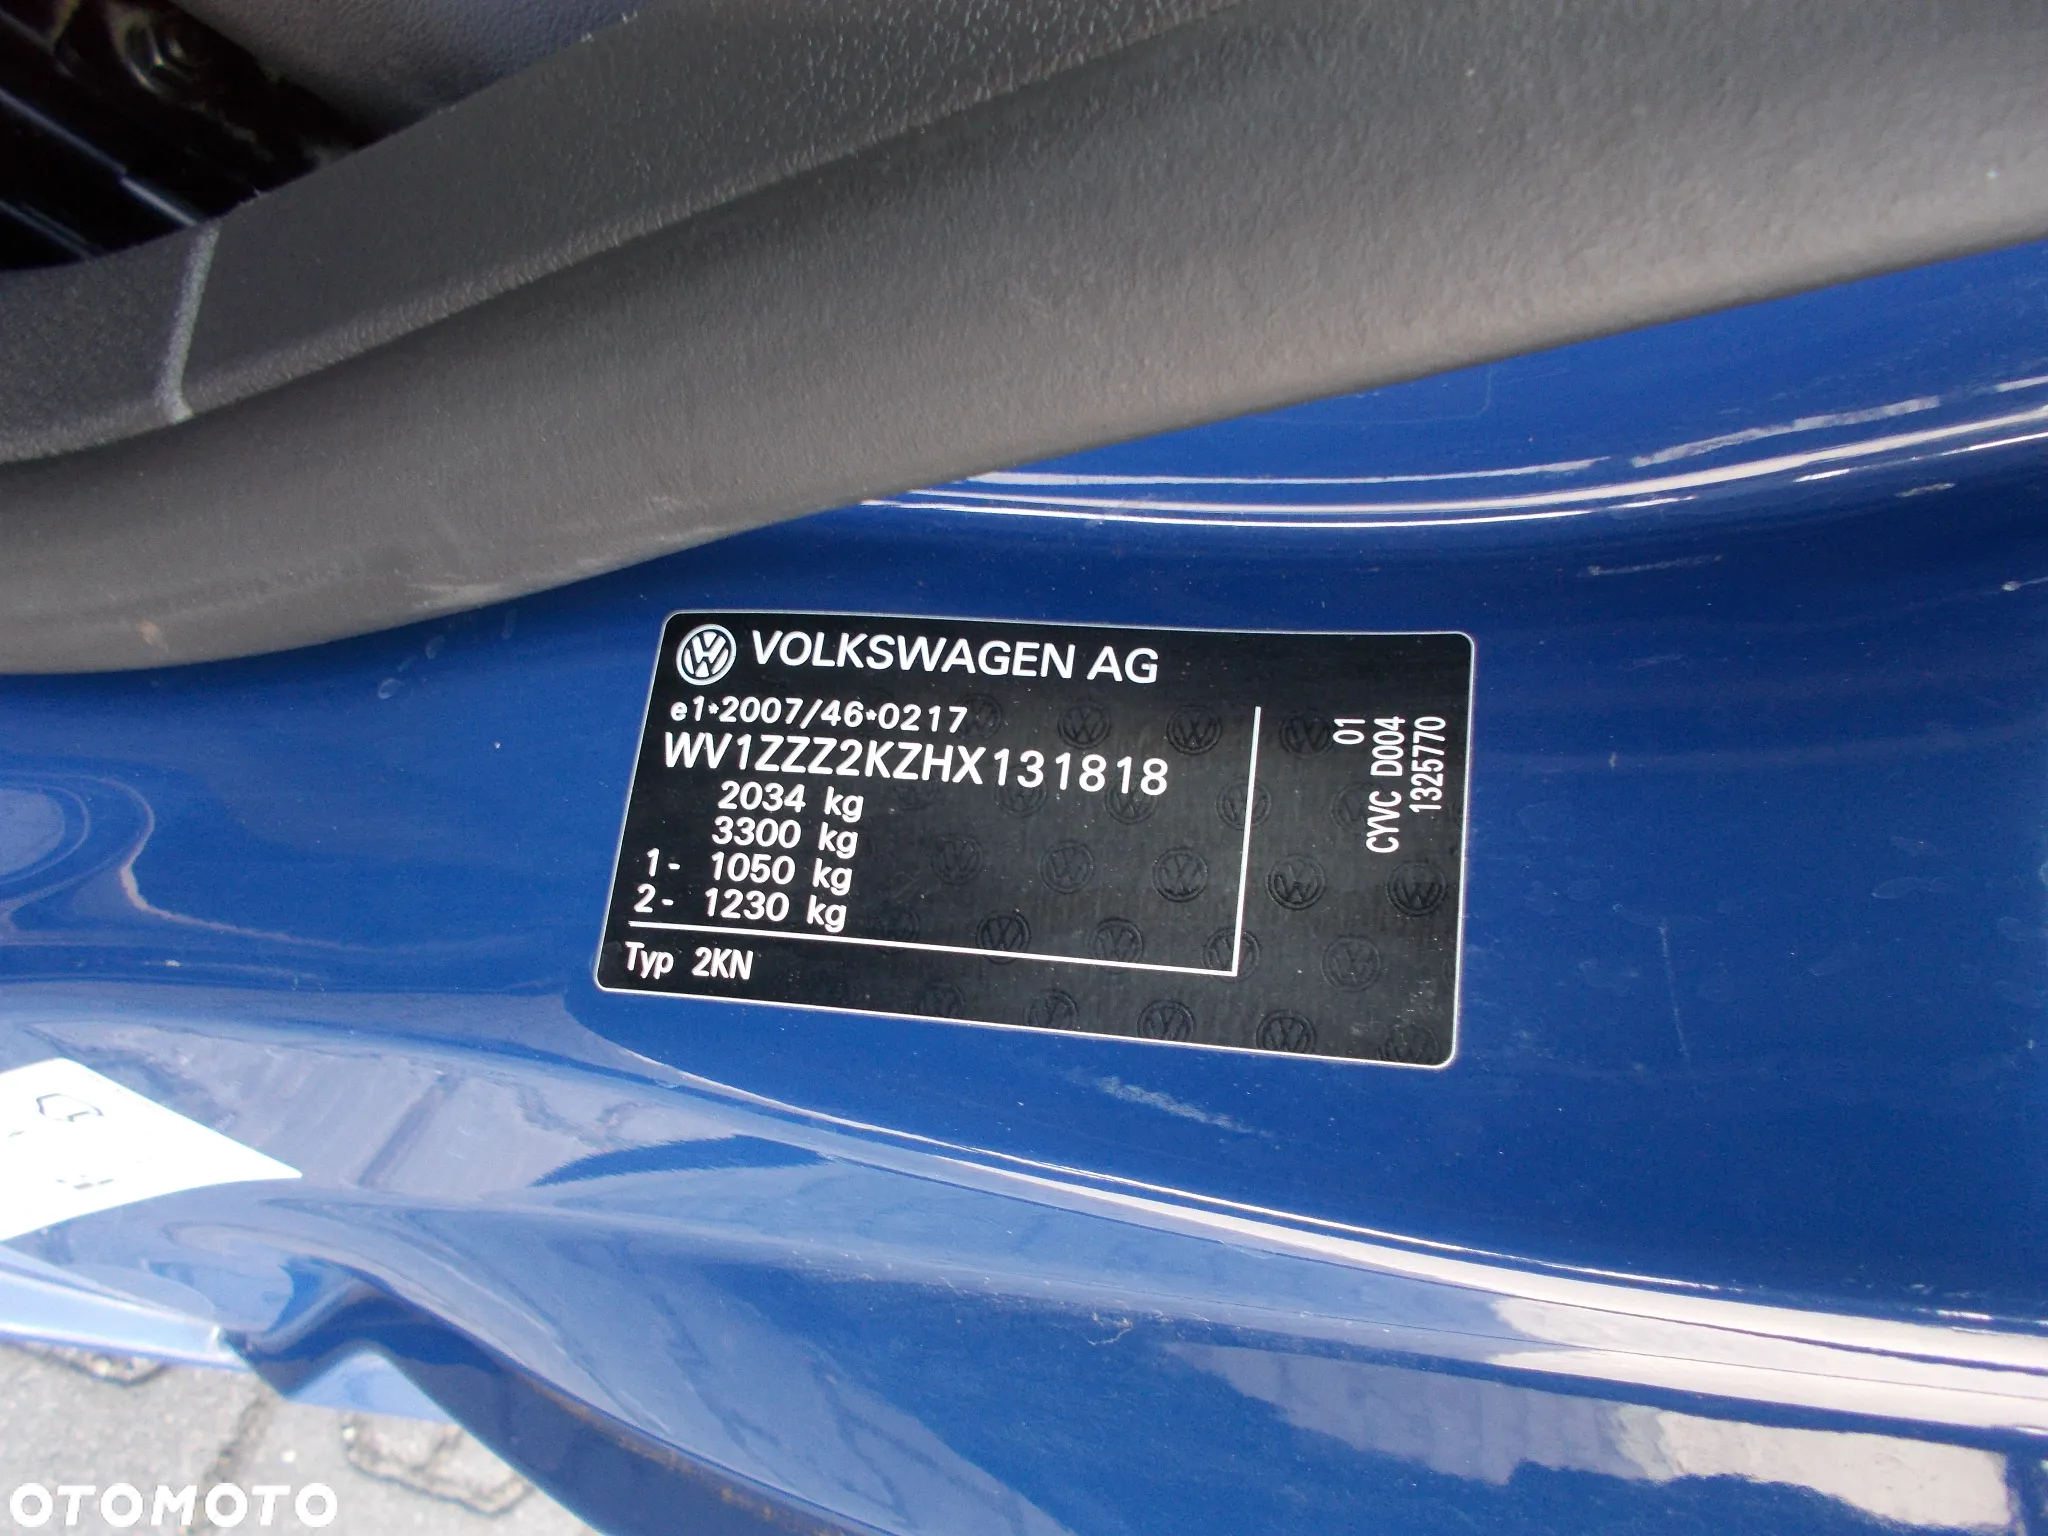 VOLKSWAGEN AG
e1*2007/46*0217
WV1ZZZ2KZHX131818
2034 kg
3300 kg
1- 1050 kg
2- 1230 kg
Typ 2KN
01
CYVC D004
1325770
OTOMOTO